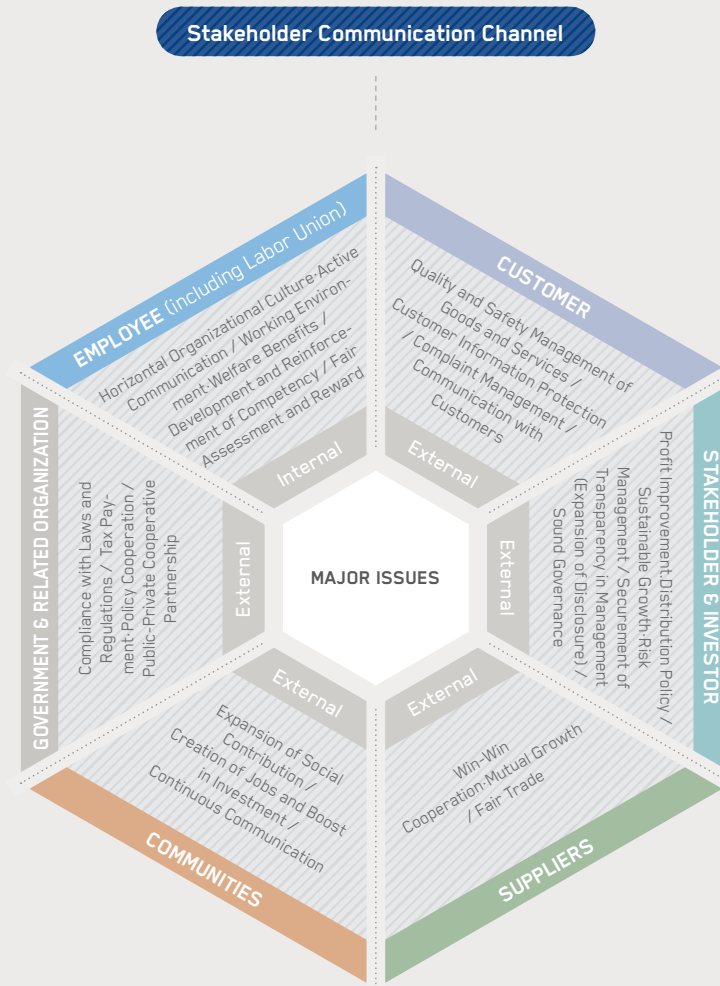 Stakeholder Communication Channel
EMPLOYEE (including Labor Union)
Horizontal Organizational Culture·Active
Communication / Working Environ-
ment·Welfare Benefits /
Development and Reinforce-
ment of Competency / Fair
Assessment and Reward
Internal
CUSTOMER
Quality and Safety Management of
Goods and Services /
Customer Information Protection
/ Complaint Management /
Communication with
Customers
External
STAKEHOLDER & INVESTOR
Profit Improvement.Distribution Policy /
Sustainable Growth·Risk
Management / Securement of
Transparency in Management
(Expansion of Disclosure) /
Sound Governance
External
SUPPLIERS
Win-Win
Cooperation·Mutual Growth
/ Fair Trade
External
COMMUNITIES
Expansion of Social
Contribution /
Creation of Jobs and Boost
in Investment /
Continuous Communication
External
GOVERNMENT & RELATED ORGANIZATION
Compliance with Laws and
Regulations / Tax Pay-
ment·Policy Cooperation /
Public-Private Cooperative
Partnership
External
MAJOR ISSUES